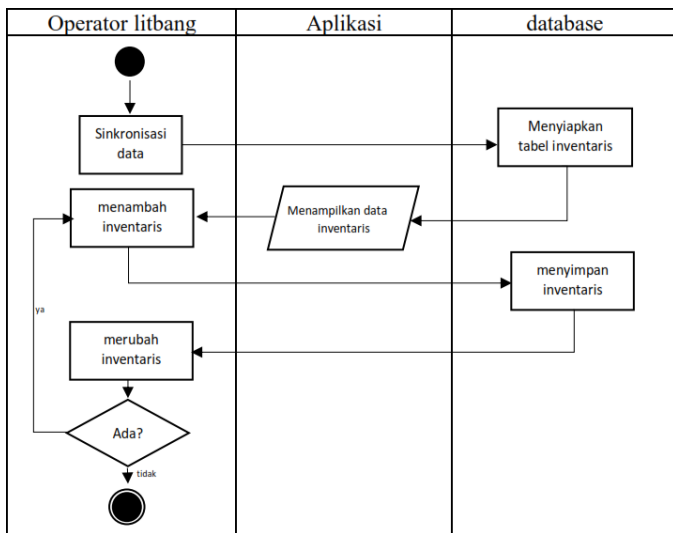 Operator litbang
Aplikasi
database
Sinkronisasi
data
Menyiapkan
tabel inventaris
menambah
inventaris
Menampilkan data
inventaris
menyimpan
inventaris
ya
merubah
inventaris
Ada?
tidak